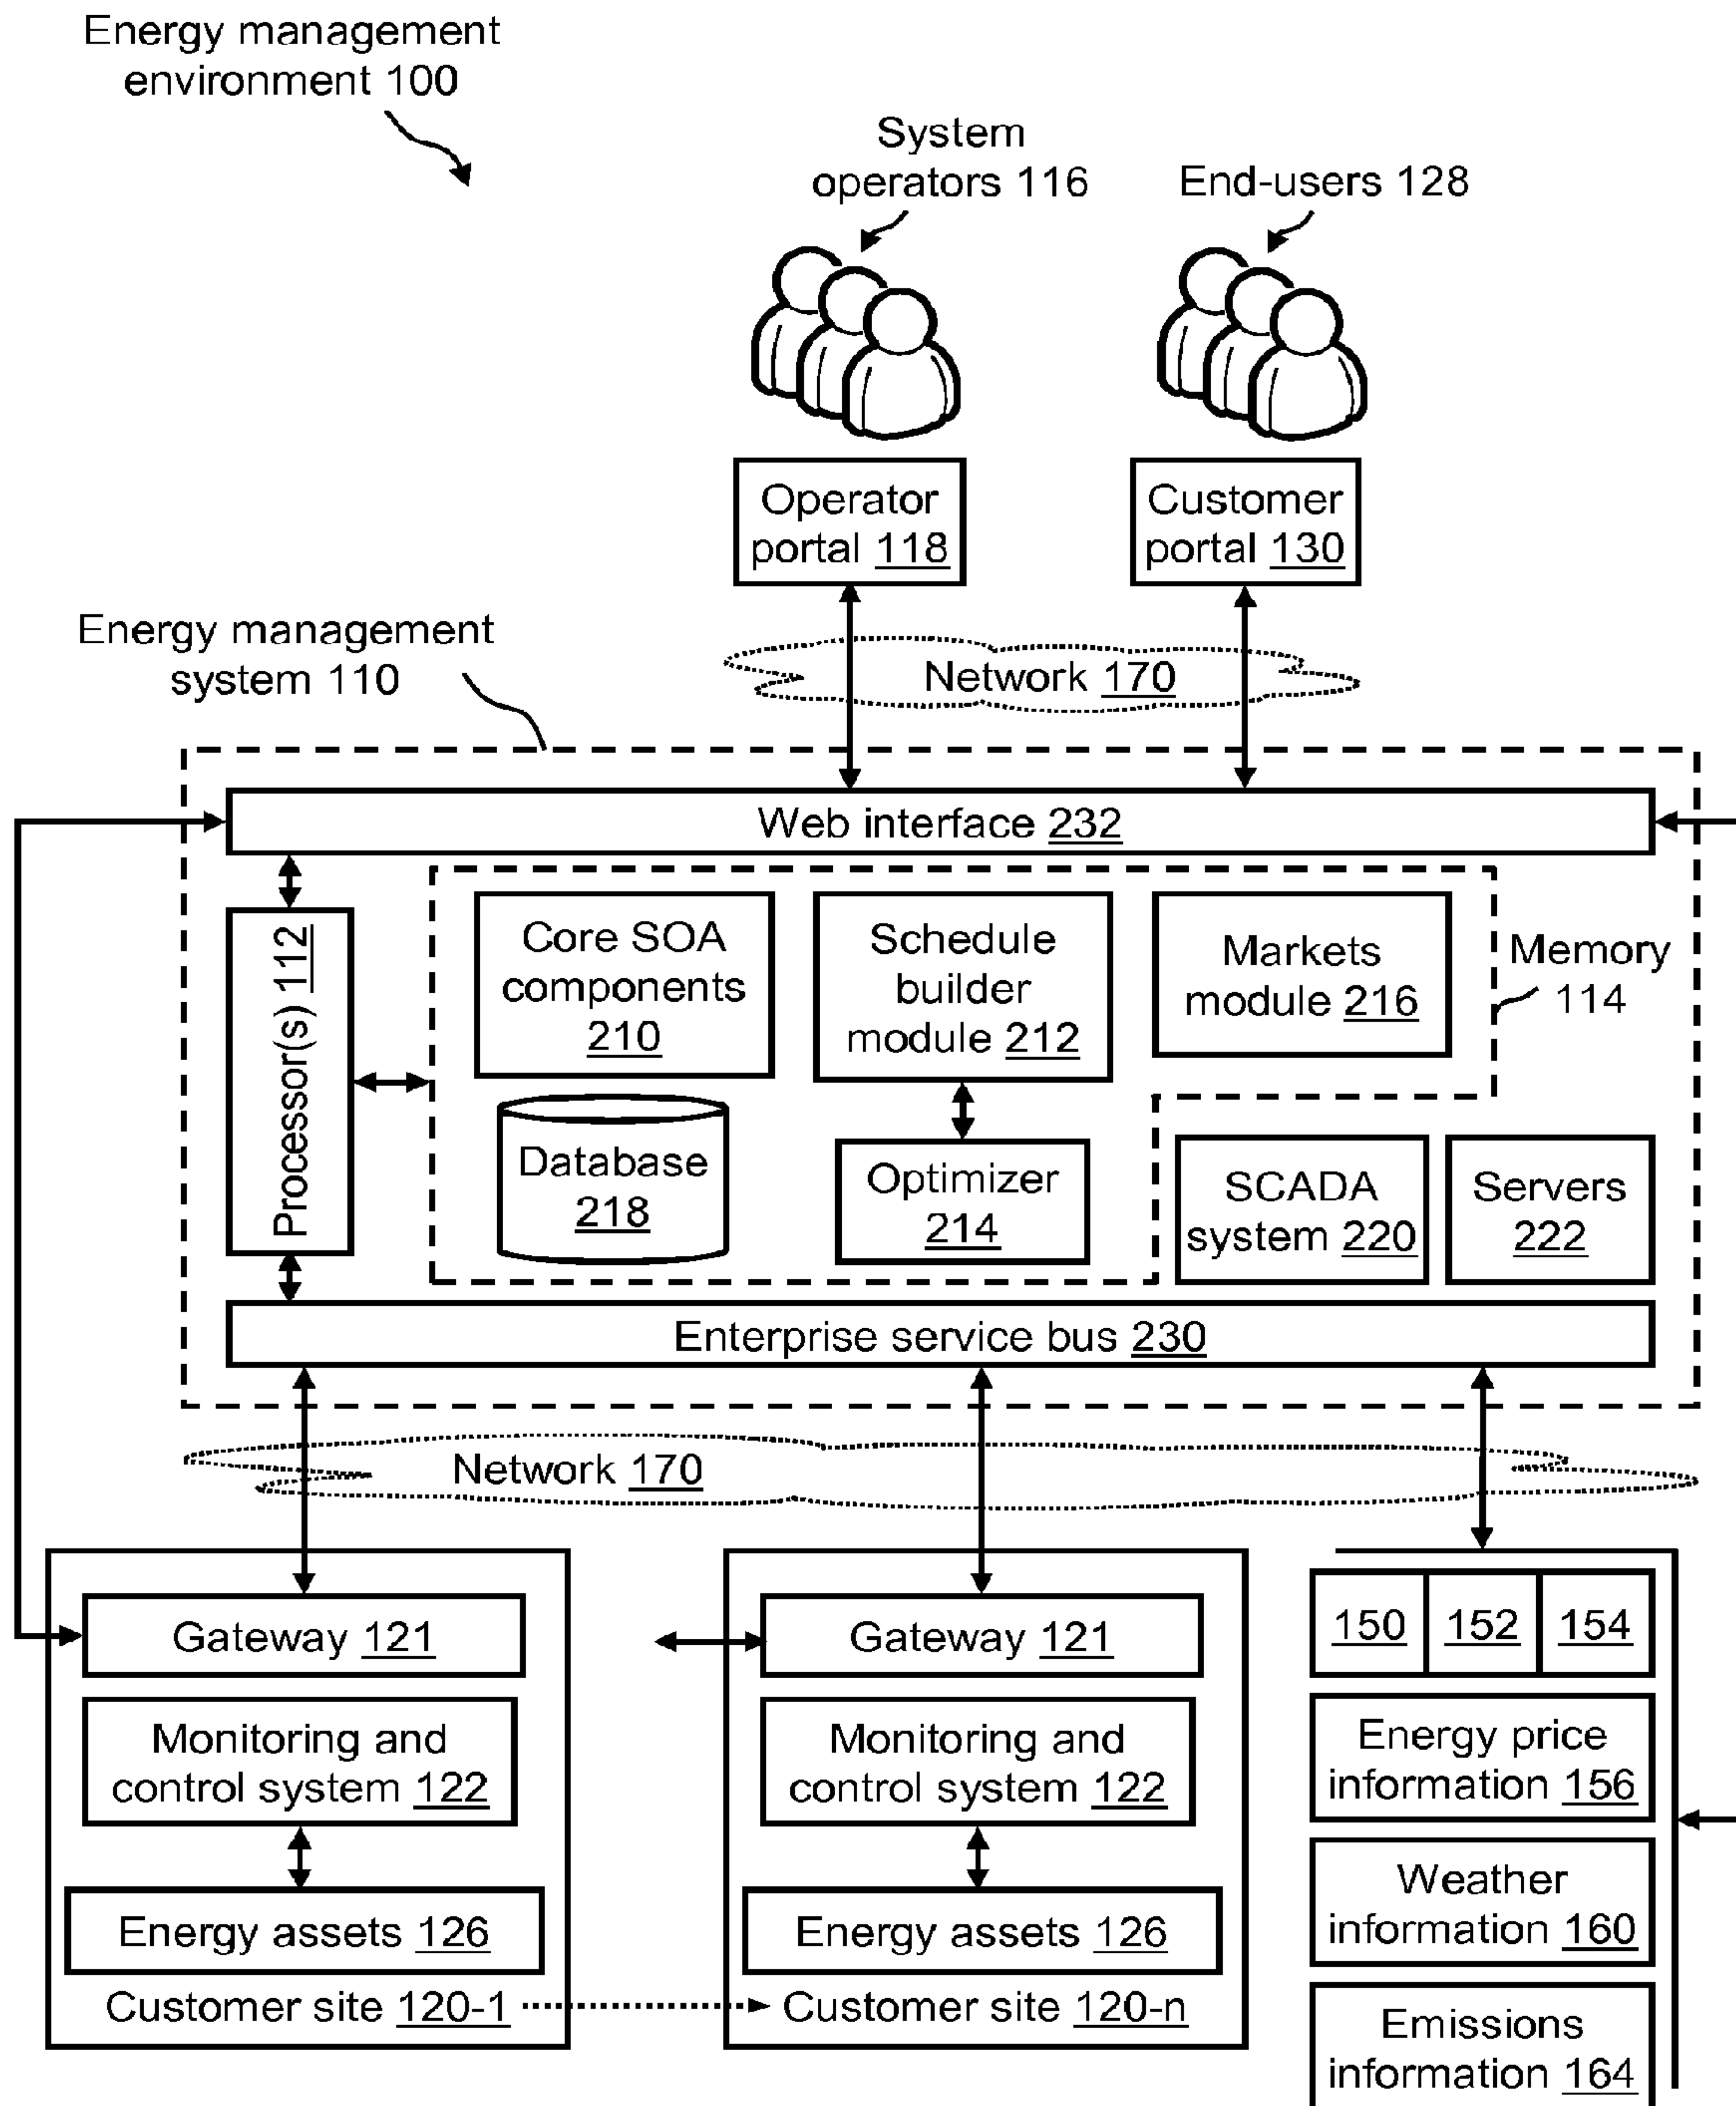 Energy management
environment 100
System
operators 116
End-users 128
Operator
portal 118
Customer
portal 130
Energy management
system 110
Network 170
Web interface 232
Processor(s) 112
Core SOA
components
210
Schedule
builder
module 212
Markets
module 216
Memory
114
Database
218
Optimizer
214
SCADA
system 220
Servers
222
Enterprise service bus 230
Network 170
Gateway 121
Monitoring and
control system 122
Energy assets 126
Customer site 120-1
Gateway 121
Monitoring and
control system 122
Energy assets 126
Customer site 120-n
150 152 154
Energy price
information 156
Weather
information 160
Emissions
information 164